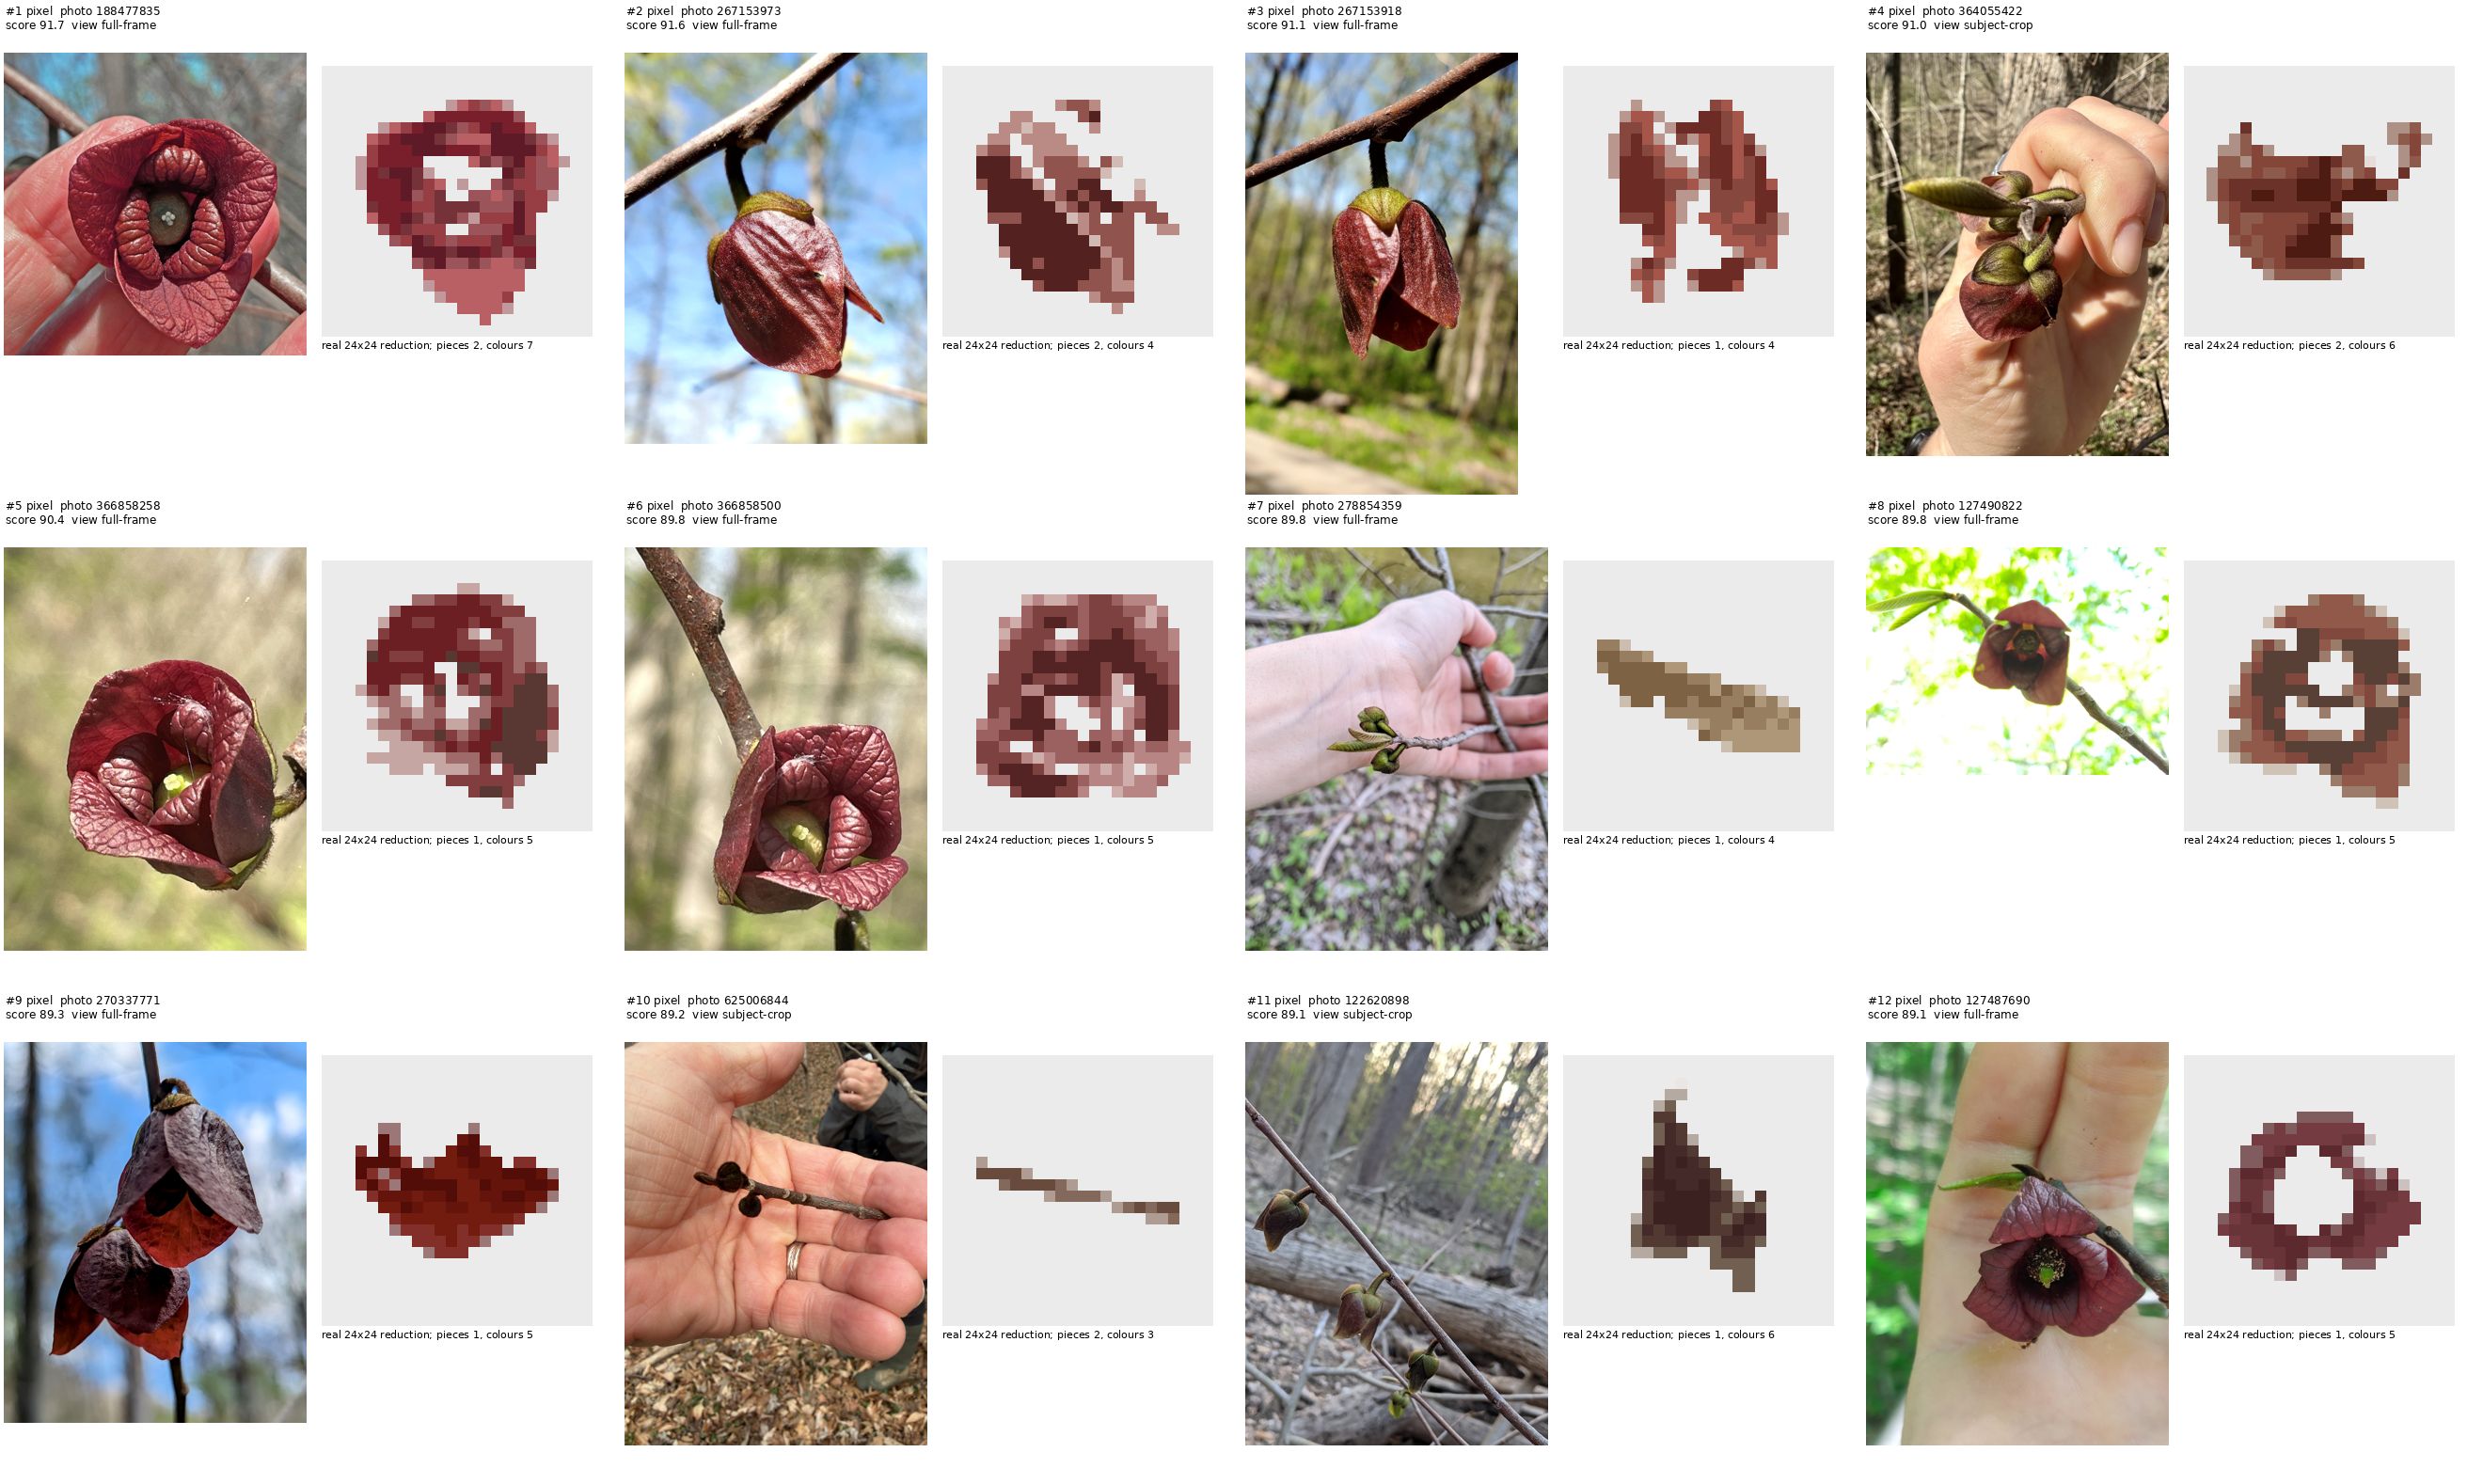 #1 pixel  photo 188477835
score 91.7  view full-frame
real 24x24 reduction; pieces 2, colours 7
#2 pixel  photo 267153973
score 91.6  view full-frame
real 24x24 reduction; pieces 2, colours 4
#3 pixel  photo 267153918
score 91.1  view full-frame
real 24x24 reduction; pieces 1, colours 4
#4 pixel  photo 364055422
score 91.0  view subject-crop
real 24x24 reduction; pieces 2, colours 6
#5 pixel  photo 366858258
score 90.4  view full-frame
real 24x24 reduction; pieces 1, colours 5
#6 pixel  photo 366858500
score 89.8  view full-frame
real 24x24 reduction; pieces 1, colours 5
#7 pixel  photo 278854359
score 89.8  view full-frame
real 24x24 reduction; pieces 1, colours 4
#8 pixel  photo 127490822
score 89.8  view full-frame
real 24x24 reduction; pieces 1, colours 5
#9 pixel  photo 270337771
score 89.3  view full-frame
real 24x24 reduction; pieces 1, colours 5
#10 pixel  photo 625006844
score 89.2  view subject-crop
real 24x24 reduction; pieces 2, colours 3
#11 pixel  photo 122620898
score 89.1  view subject-crop
real 24x24 reduction; pieces 1, colours 6
#12 pixel  photo 127487690
score 89.1  view full-frame
real 24x24 reduction; pieces 1, colours 5